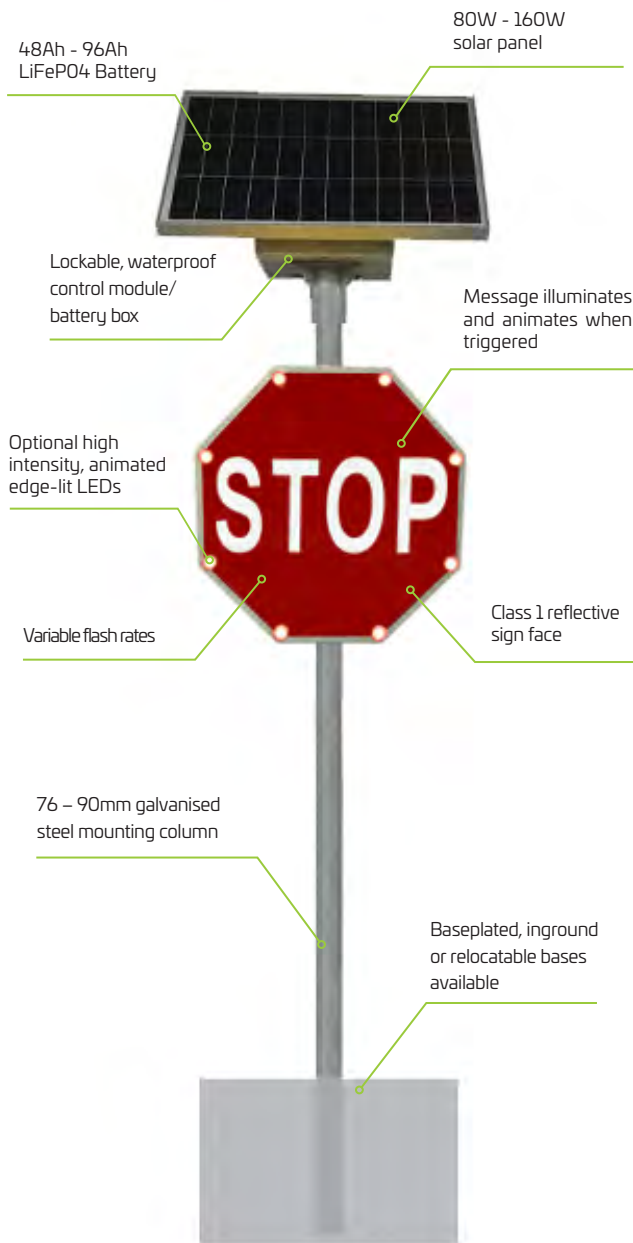 80W - 160W
solar panel
48Ah - 96Ah
LiFePO4 Battery
Lockable, waterproof
control module/
battery box
Message illuminates
and animates when
triggered
Optional high
intensity, animated
edge-lit LEDs
STOP
Variable flash rates
Class 1 reflective
sign face
76 – 90mm galvanised
steel mounting column
Baseplated, inground
or relocatable bases
available